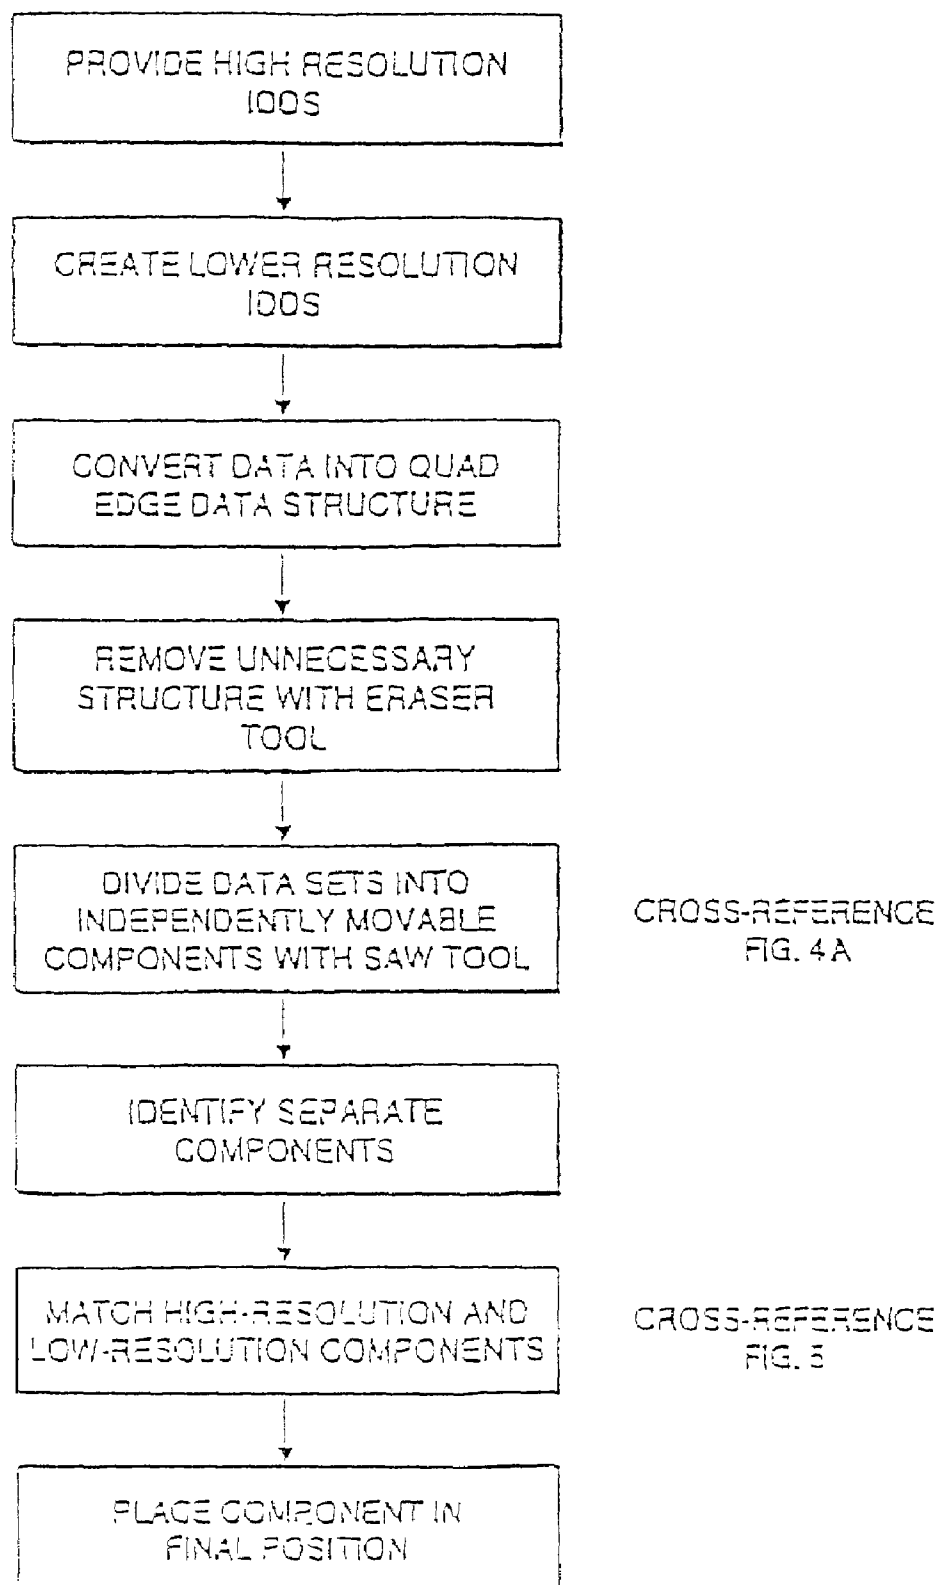 PROVIDE HIGH RESOLUTION
IDDS
CREATE LOWER RESOLUTION
IDDS
CONVERT DATA INTO QUAD
EDGE DATA STRUCTURE
REMOVE UNNECESSARY
STRUCTURE WITH ERASER
TOOL
DIVIDE DATA SETS INTO
INDEPENDENTLY MOVABLE
COMPONENTS WITH SAW TOOL
CROSS-REFERENCE
FIG. 4A
IDENTIFY SEPARATE
COMPONENTS
MATCH HIGH-RESOLUTION AND
LOW-RESOLUTION COMPONENTS
CROSS-REFERENCE
FIG. 5
PLACE COMPONENT IN
FINAL POSITION